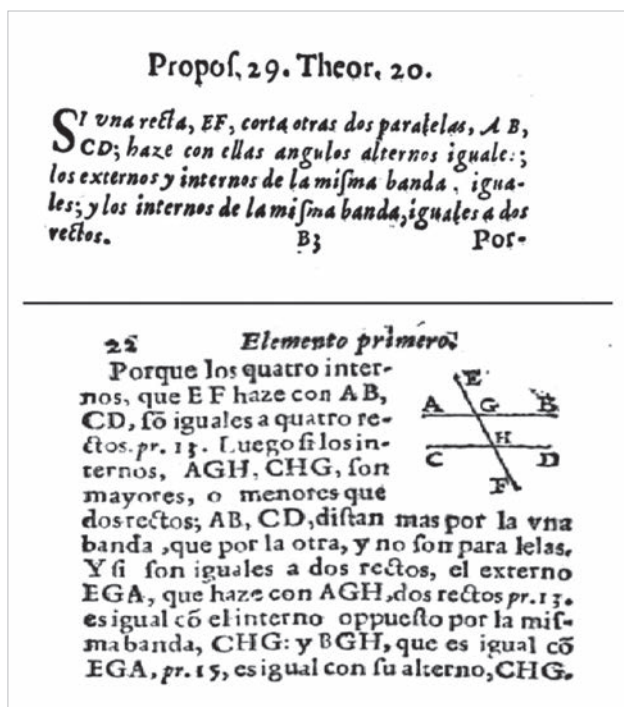 Propoſ. 29. Theor. 20.
SI vna recta, EF, corta otras dos paralelas, A B,
CD; haze con ellas angulos alternos iguale:;
los externos y internos de la miſma banda, igua-
les; y los internos de la miſma banda, iguales a dos
rectos. B3 Por-
22 Elemento primero.
Porque los quatro inter-
nos, que E F haze con AB,
CD, ſõ iguales a quatro re-
ctos. pr. 13. Luego ſi los in-
ternos, AGH, CHG, ſon
mayores, o menores que
dos rectos; AB, CD, diſtan mas por la vna
banda, que por la otra, y no ſon para lelas.
Y ſi ſon iguales a dos rectos, el externo
EGA, que haze con AGH, dos rectos pr. 13.
es igual cõ el interno oppueſto por la miſ-
ma banda, CHG: y BGH, que es igual cõ
EGA, pr. 15, es igual con ſu alterno, CHG.
E
A G B
H
C D
F